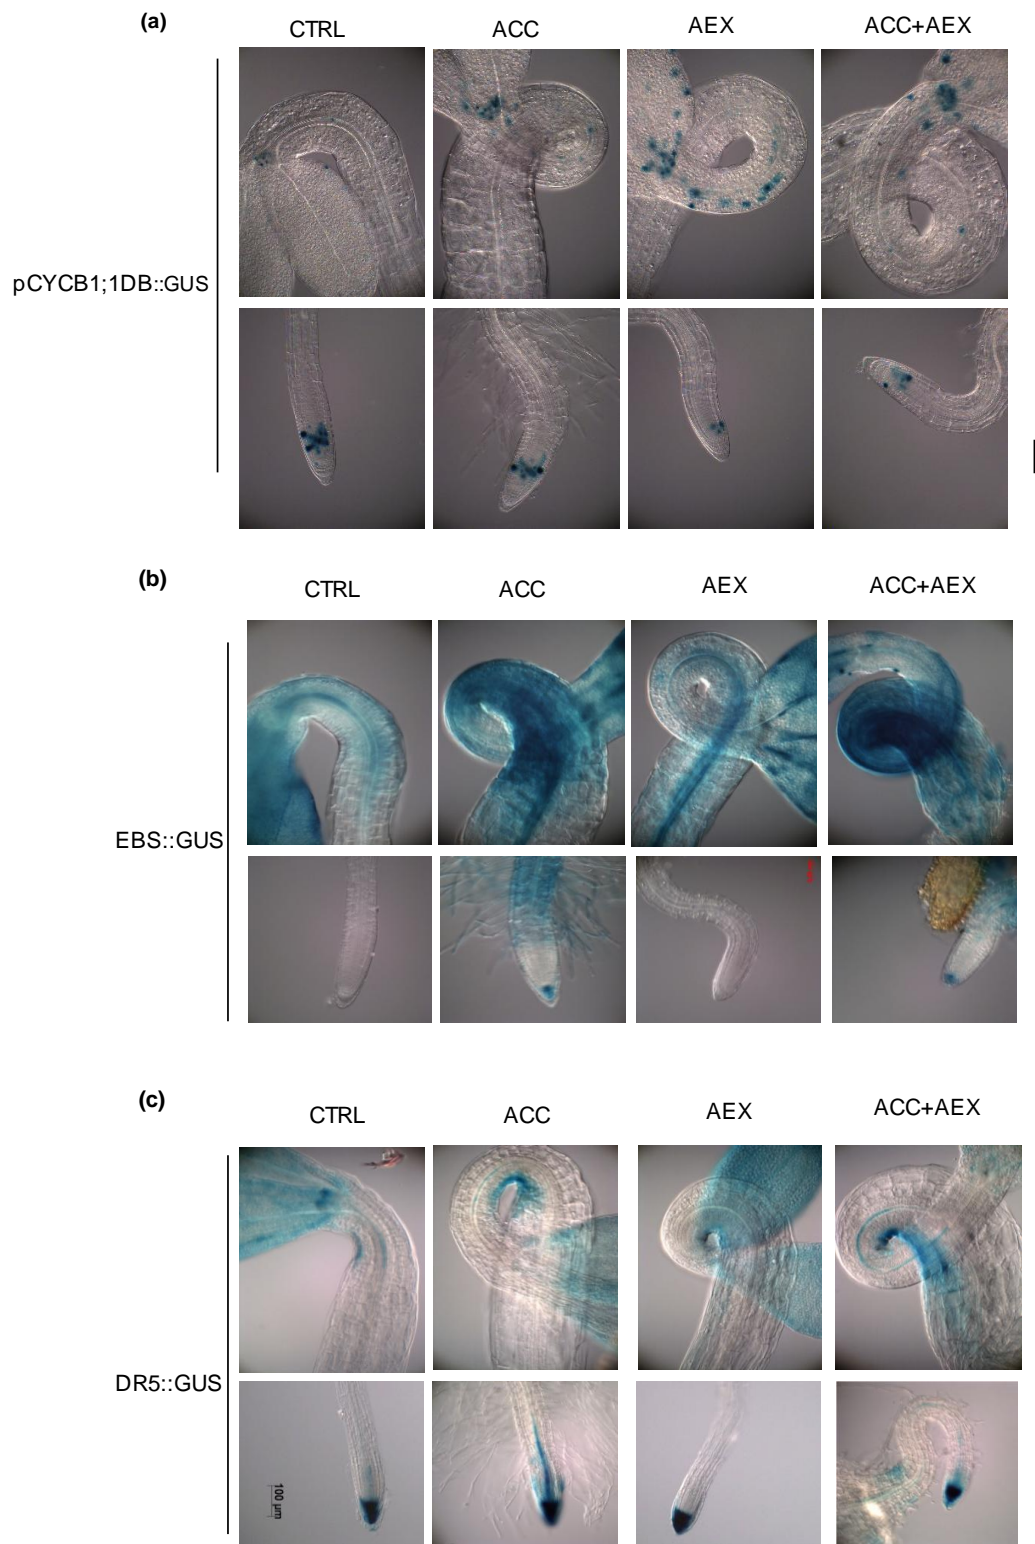 (a)
CTRL ACC AEX ACC+AEX
pCYCB1;1DB::GUS
(b)
CTRL ACC AEX ACC+AEX
EBS::GUS
(c)
CTRL ACC AEX ACC+AEX
DR5::GUS
100 µm